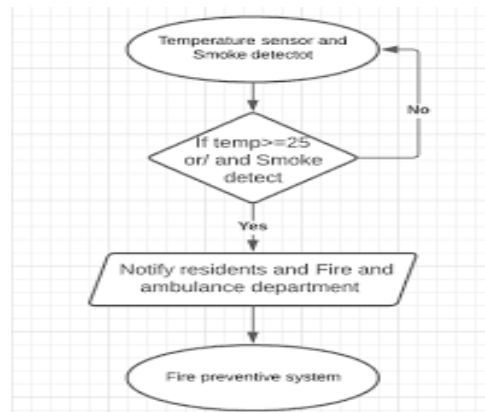 Temperature sensor and
Smoke detectot
No
If temp>=25
or/ and Smoke
detect
Yes
Notify residents and Fire and
ambulance department
Fire preventive system